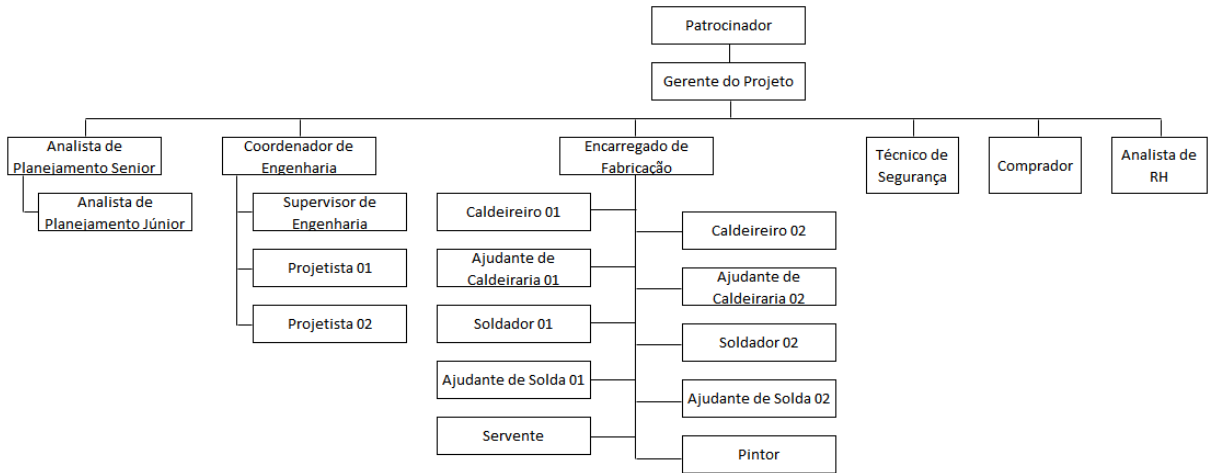 Patrocinador
Gerente do Projeto
Analista de
Planejamento Senior
Coordenador de
Engenharia
Encarregado de
Fabricação
Técnico de
Segurança
Comprador
Analista de
RH
Analista de
Planejamento Júnior
Supervisor de
Engenharia
Projetista 01
Projetista 02
Caldeireiro 01
Caldeireiro 02
Ajudante de
Caldeiraria 01
Ajudante de
Caldeiraria 02
Soldador 01
Soldador 02
Ajudante de Solda 01
Ajudante de Solda 02
Servente
Pintor